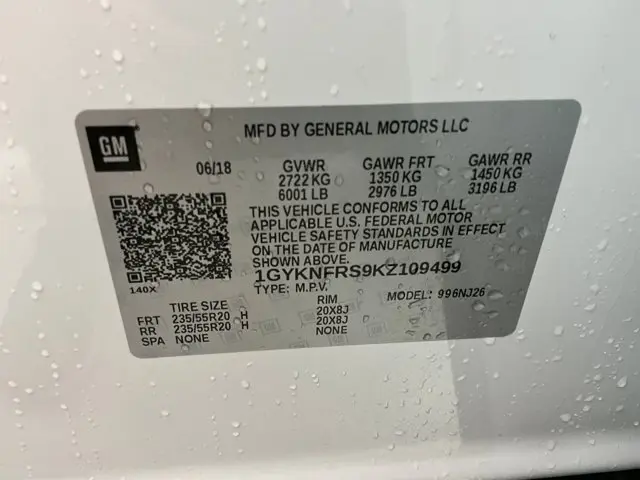 GM
MFD BY GENERAL MOTORS LLC
06/18 GVWR GAWR FRT GAWR RR
2722 KG 1350 KG 1450 KG
6001 LB 2976 LB 3196 LB
THIS VEHICLE CONFORMS TO ALL
APPLICABLE U.S. FEDERAL MOTOR
VEHICLE SAFETY STANDARDS IN EFFECT
ON THE DATE OF MANUFACTURE
SHOWN ABOVE.
1GYKNFRS9KZ109499
140X TYPE: M.P.V. MODEL: 996NJ26
TIRE SIZE RIM
FRT 235/55R20 H 20X8J
RR 235/55R20 H 20X8J
SPA NONE NONE